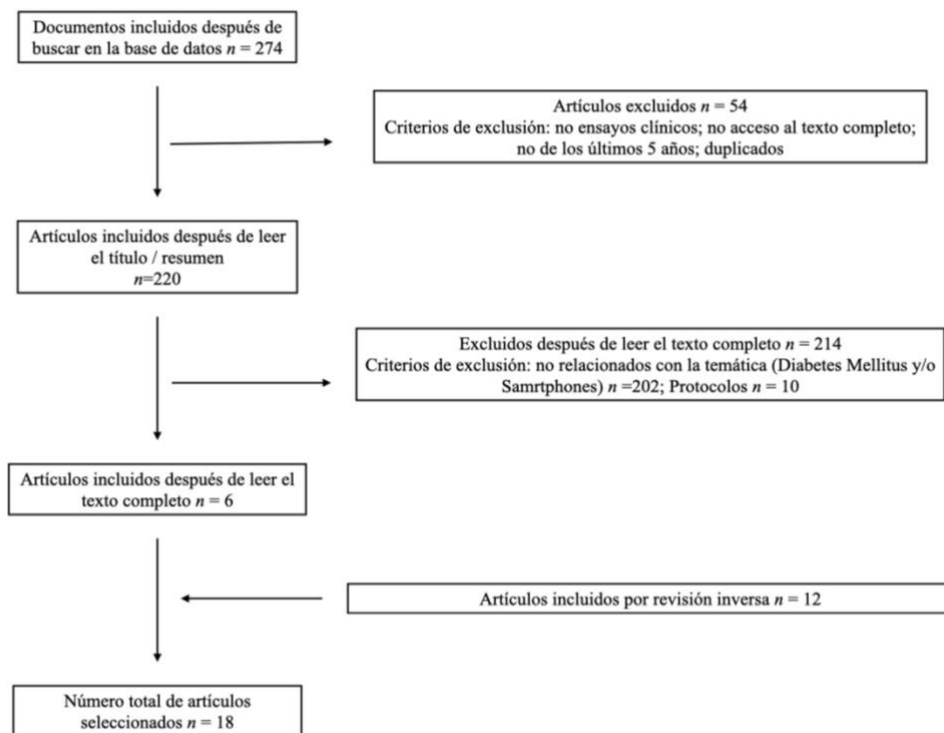 Documentos incluidos después de
buscar en la base de datos n = 274
Artículos excluidos n = 54
Criterios de exclusión: no ensayos clínicos; no acceso al texto completo;
no de los últimos 5 años; duplicados
Artículos incluidos después de leer
el título / resumen
n=220
Excluidos después de leer el texto completo n = 214
Criterios de exclusión: no relacionados con la temática (Diabetes Mellitus y/o
Samrtphones) n =202; Protocolos n = 10
Artículos incluidos después de leer el
texto completo n = 6
Artículos incluidos por revisión inversa n = 12
Número total de artículos
seleccionados n = 18